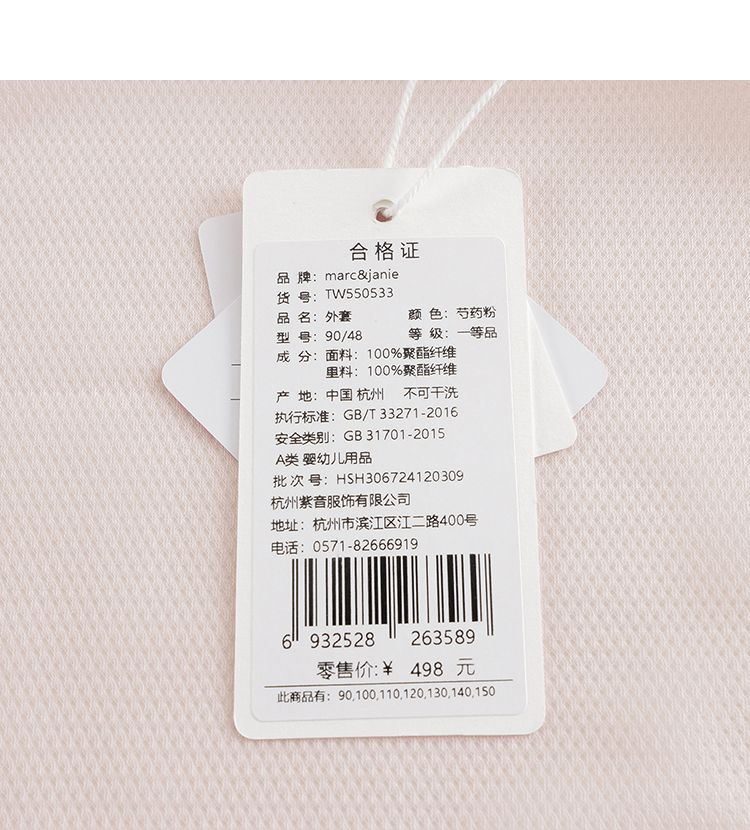 合格证
品 牌：marc&janie
货 号：TW550533
品 名：外套 颜 色：芍药粉
型 号：90/48 等 级：一等品
成 分：面料：100%聚酯纤维
里料：100%聚酯纤维
产 地：中国 杭州 不可干洗
执行标准：GB/T 33271-2016
安全类别：GB 31701-2015
A类 婴幼儿用品
批 次 号：HSH306724120309
杭州紫音服饰有限公司
地址：杭州市滨江区江二路400号
电话：0571-82666919
6 932528 263589
零售价:￥ 498 元
此商品有：90,100,110,120,130,140,150